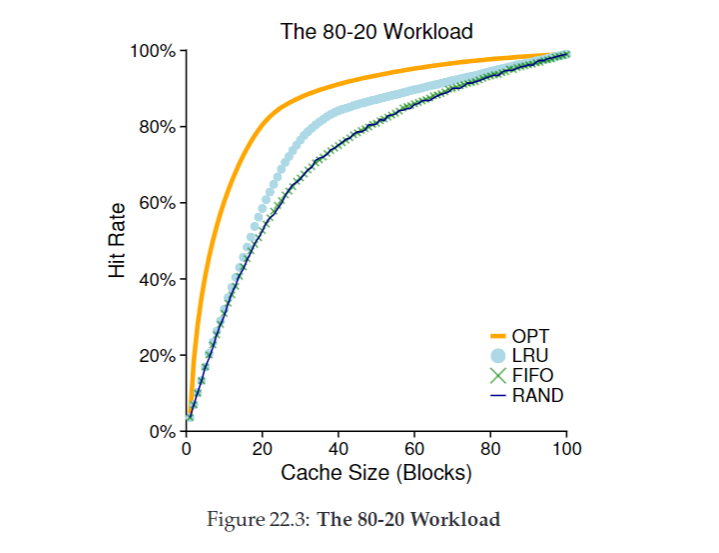 The 80-20 Workload
100%
80%
60%
40%
20%
0%
Hit Rate
0 20 40 60 80 100
Cache Size (Blocks)
OPT
LRU
FIFO
RAND
Figure 22.3: The 80-20 Workload